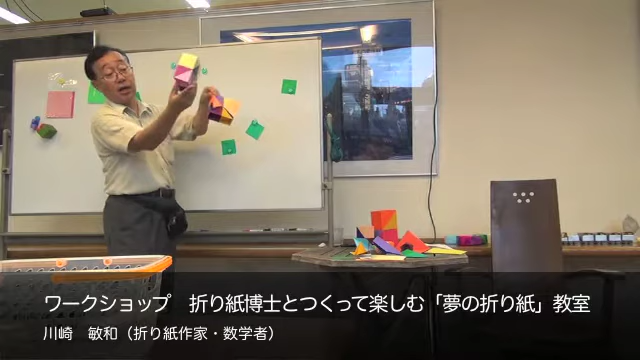 ワークショップ　折り紙博士とつくって楽しむ「夢の折り紙」教室
川崎　敏和（折り紙作家・数学者）